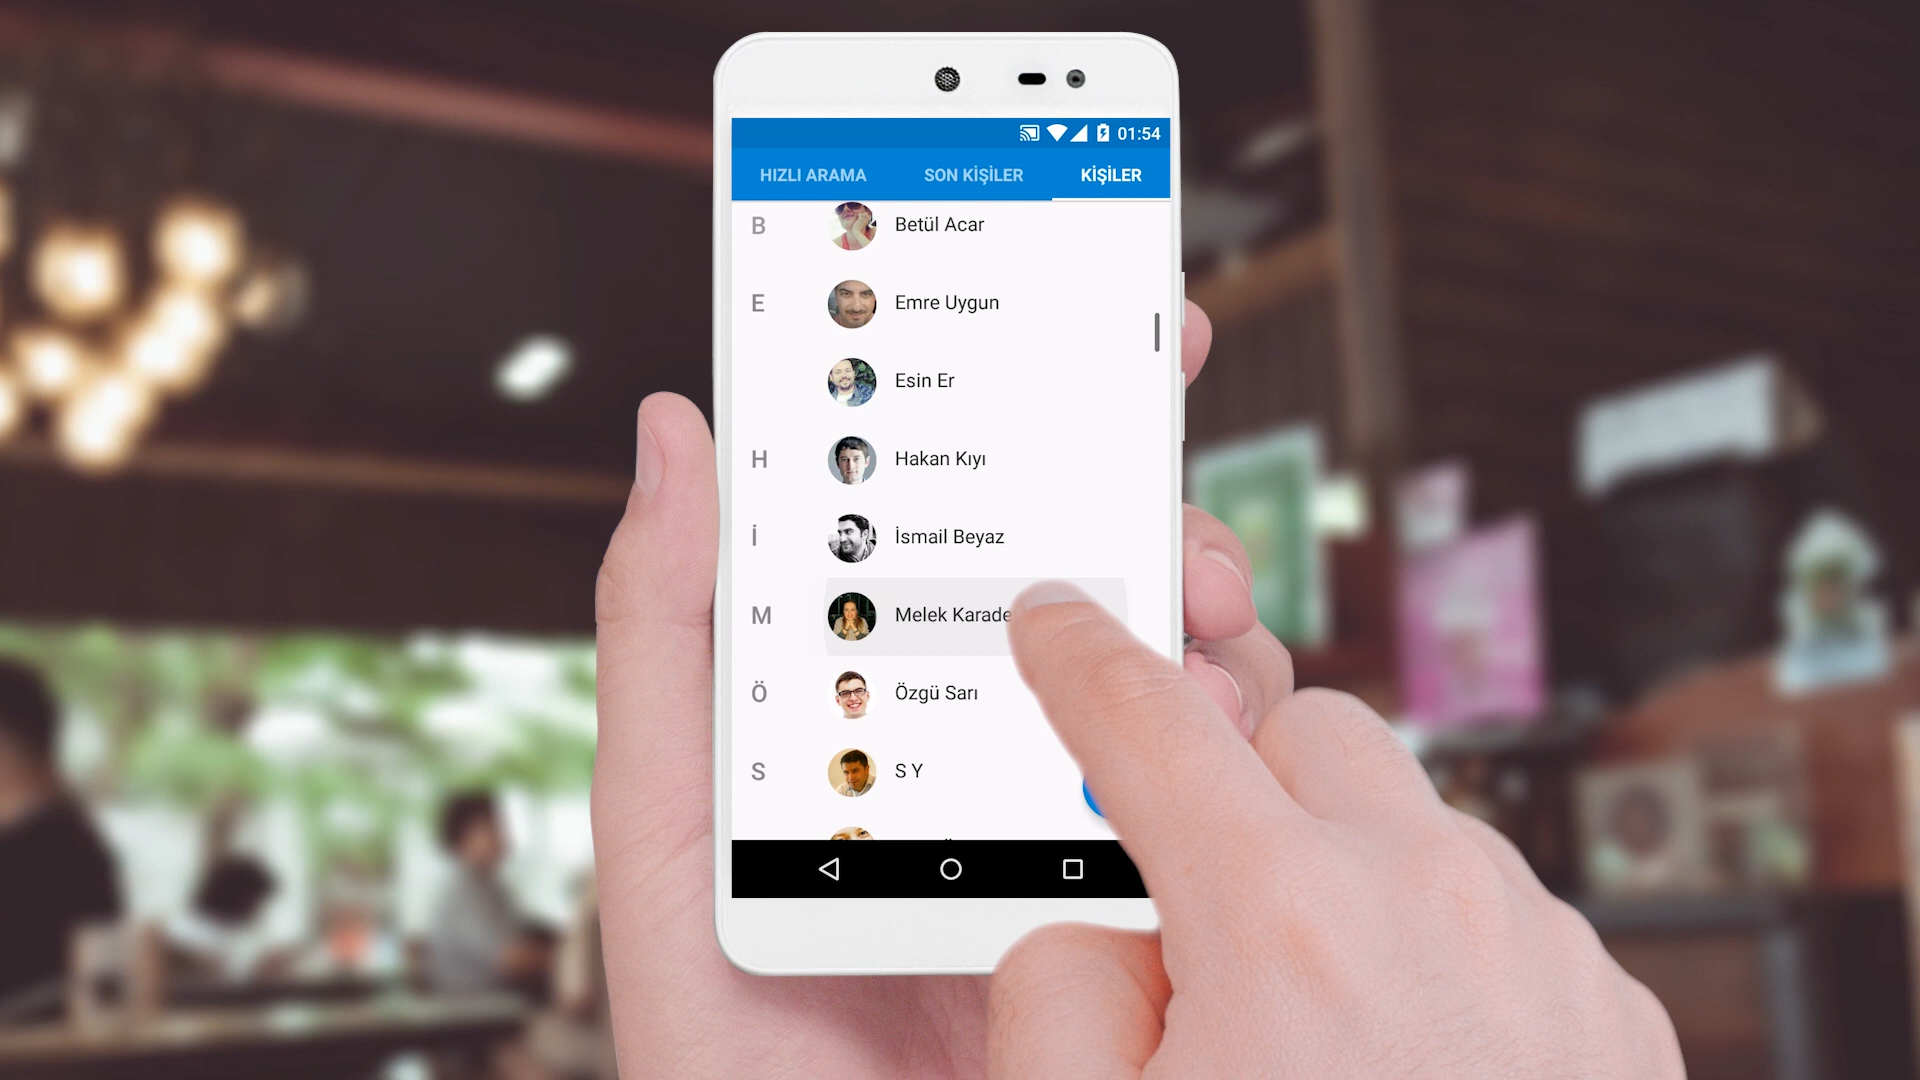 01:54
HIZLI ARAMA SON KİŞİLER KİŞİLER
B Betül Acar
E Emre Uygun
Esin Er
H Hakan Kıyı
İ İsmail Beyaz
M Melek
Ö Özgü Sarı
S S Y